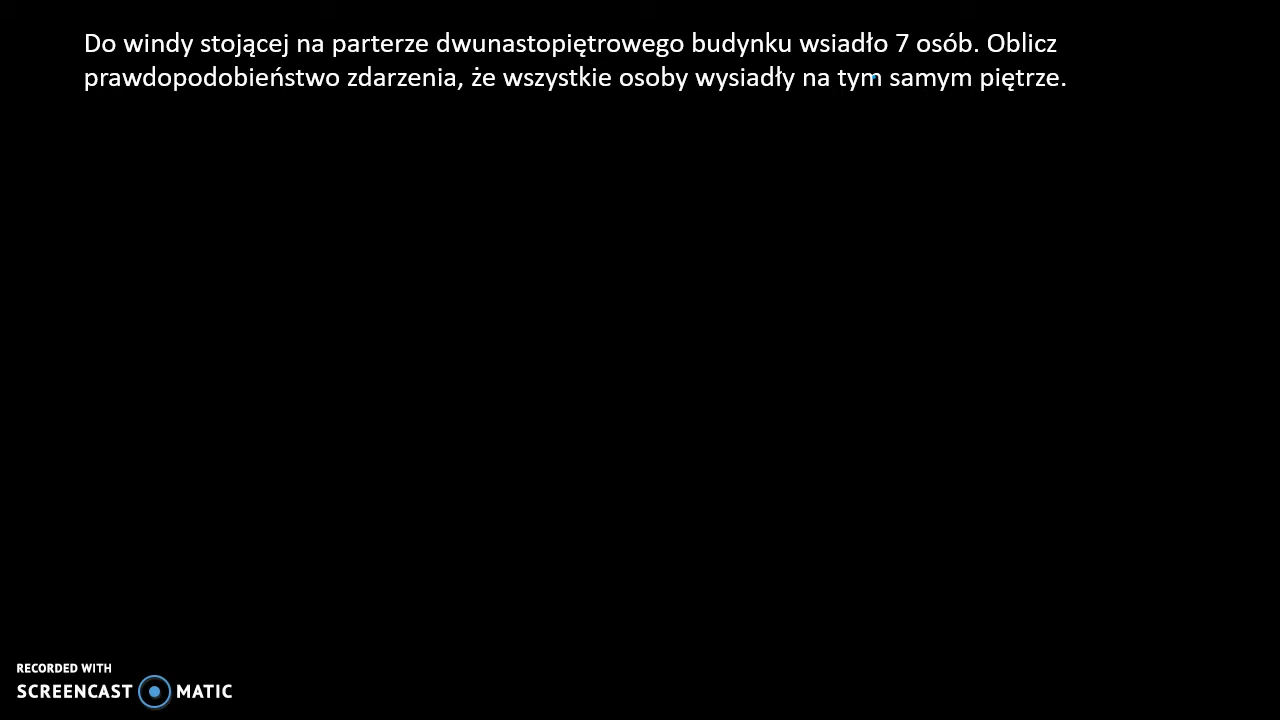 Do windy stojącej na parterze dwunastopiętrowego budynku wsiadło 7 osób. Oblicz
prawdopodobieństwo zdarzenia, że wszystkie osoby wysiadły na tym samym piętrze.
RECORDED WITH
SCREENCAST MATIC